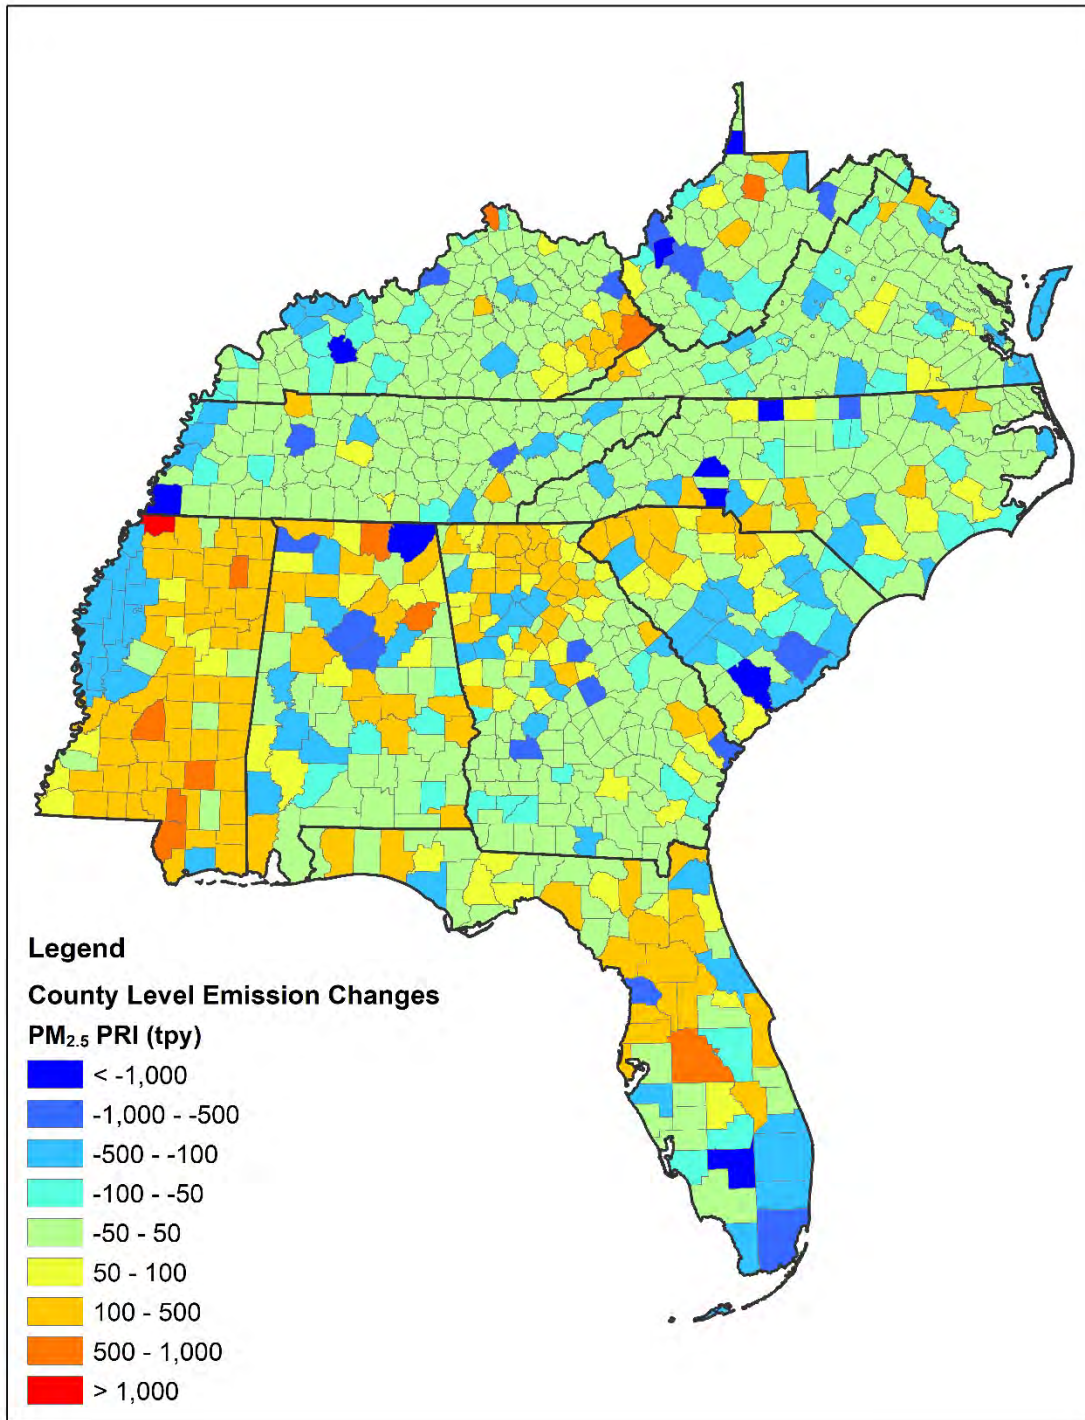 Legend
County Level Emission Changes
PM2.5 PRI (tpy)
< -1,000
-1,000 - -500
-500 - -100
-100 - -50
-50 - 50
50 - 100
100 - 500
500 - 1,000
> 1,000